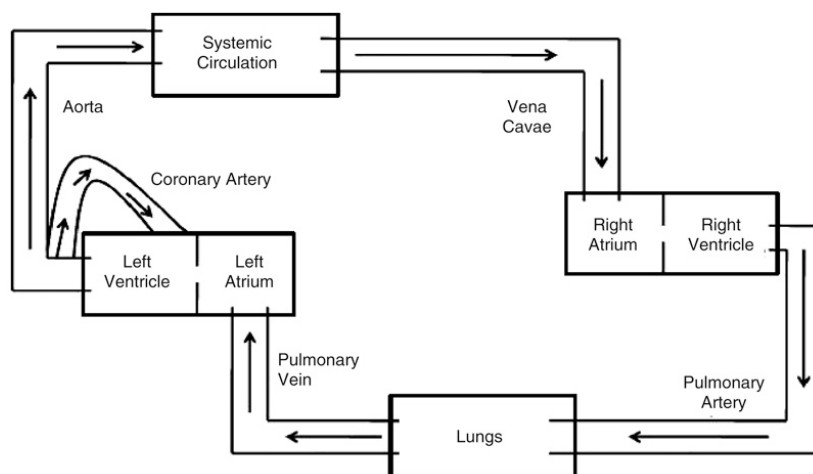 Systemic
Circulation
Aorta
Vena
Cavae
Coronary Artery
Right
Atrium
Right
Ventricle
Left
Ventricle
Left
Atrium
Pulmonary
Vein
Pulmonary
Artery
Lungs